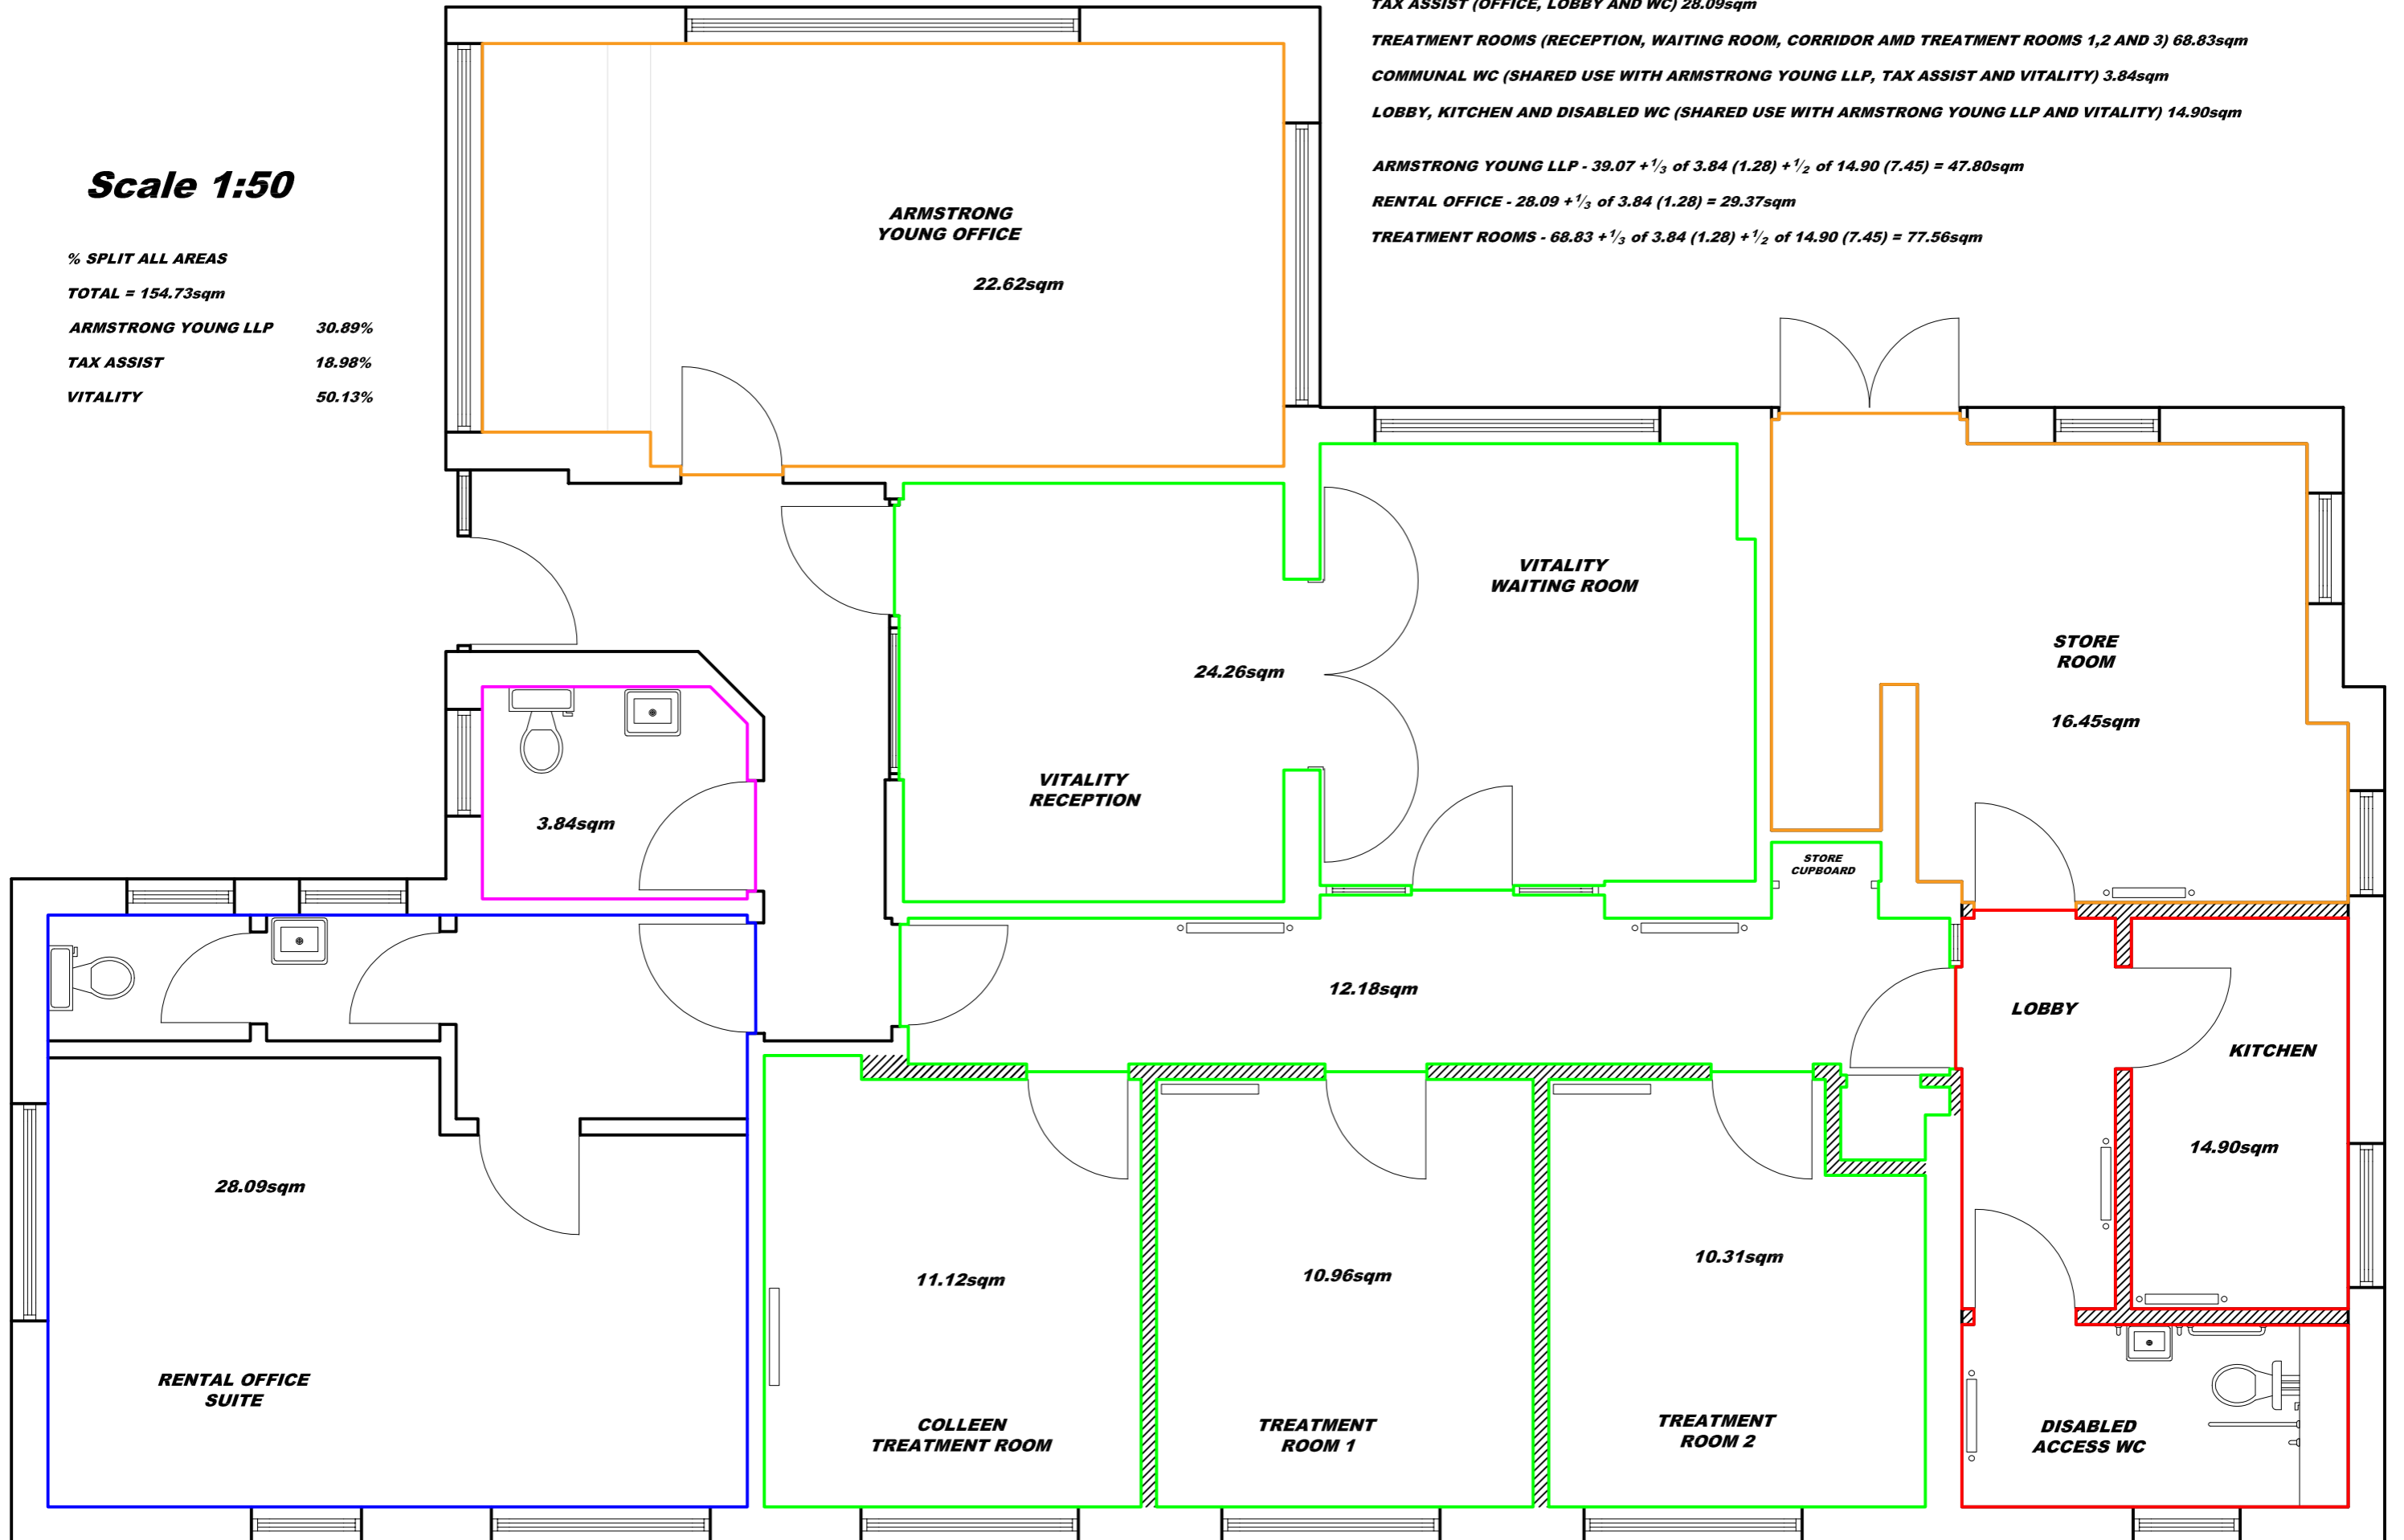 TAX ASSIST (OFFICE, LOBBY AND WC) 28.09sqm
TREATMENT ROOMS (RECEPTION, WAITING ROOM, CORRIDOR AMD TREATMENT ROOMS 1,2 AND 3) 68.83sqm
COMMUNAL WC (SHARED USE WITH ARMSTRONG YOUNG LLP, TAX ASSIST AND VITALITY) 3.84sqm
LOBBY, KITCHEN AND DISABLED WC (SHARED USE WITH ARMSTRONG YOUNG LLP AND VITALITY) 14.90sqm
ARMSTRONG YOUNG LLP - 39.07 + 1/3 of 3.84 (1.28) + 1/2 of 14.90 (7.45) = 47.80sqm
RENTAL OFFICE - 28.09 + 1/3 of 3.84 (1.28) = 29.37sqm
TREATMENT ROOMS - 68.83 + 1/3 of 3.84 (1.28) + 1/2 of 14.90 (7.45) = 77.56sqm
Scale 1:50
% SPLIT ALL AREAS
TOTAL = 154.73sqm
ARMSTRONG YOUNG LLP 30.89%
TAX ASSIST 18.98%
VITALITY 50.13%
ARMSTRONG
YOUNG OFFICE
22.62sqm
VITALITY
WAITING ROOM
24.26sqm
VITALITY
RECEPTION
STORE
ROOM
16.45sqm
3.84sqm
STORE
CUPBOARD
12.18sqm
LOBBY
KITCHEN
14.90sqm
28.09sqm
RENTAL OFFICE
SUITE
11.12sqm
COLLEEN
TREATMENT ROOM
10.96sqm
TREATMENT
ROOM 1
10.31sqm
TREATMENT
ROOM 2
DISABLED
ACCESS WC